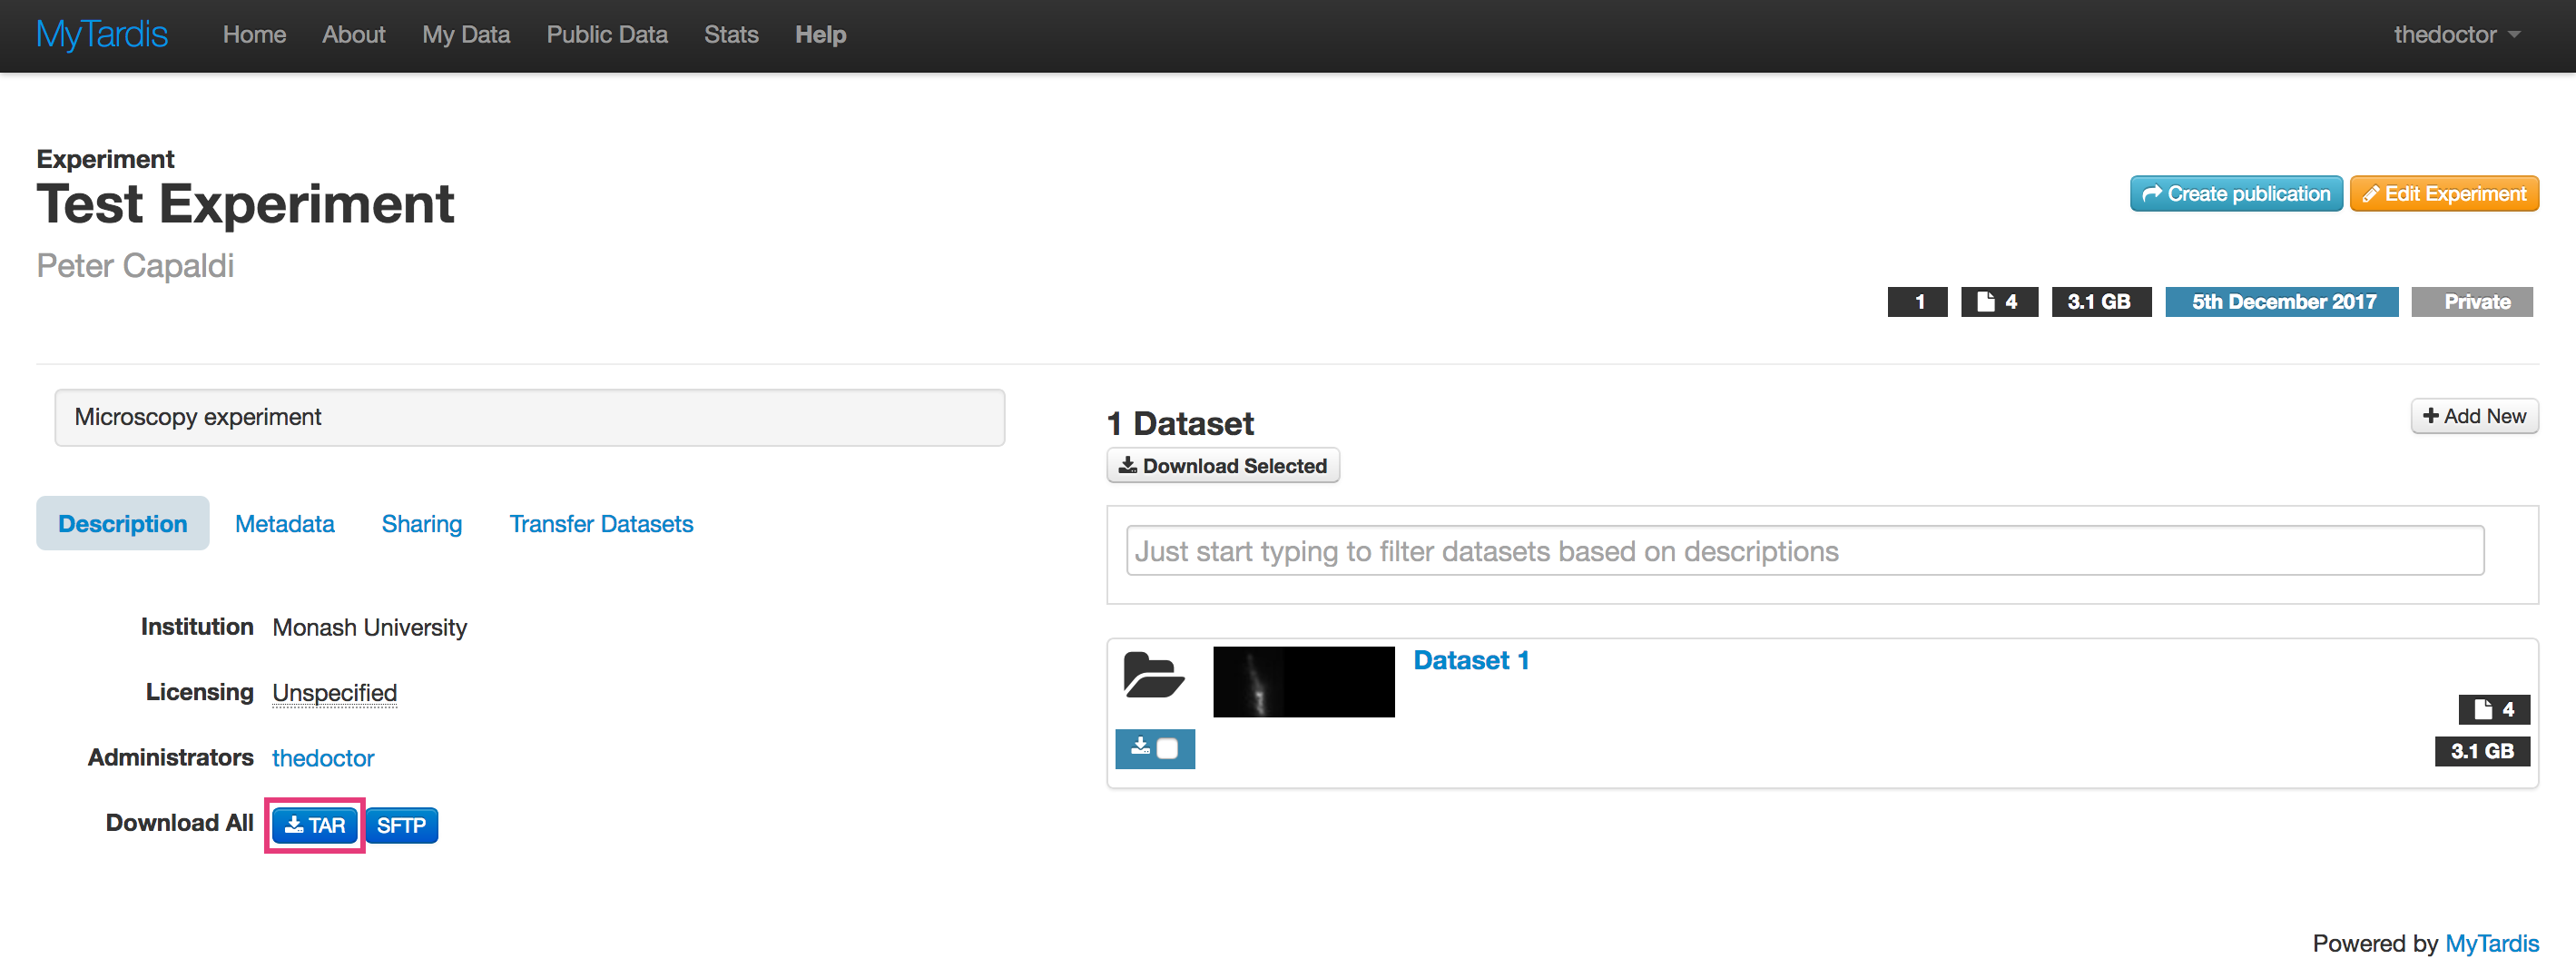 MyTardis Home About My Data Public Data Stats Help thedoctor
Experiment
Test Experiment
Peter Capaldi
Create publication Edit Experiment
1 4 3.1 GB 5th December 2017 Private
Microscopy experiment
1 Dataset
Add New
Download Selected
Description Metadata Sharing Transfer Datasets
Just start typing to filter datasets based on descriptions
Institution Monash University
Licensing Unspecified
Administrators thedoctor
Download All TAR SFTP
Dataset 1
4
3.1 GB
Powered by MyTardis